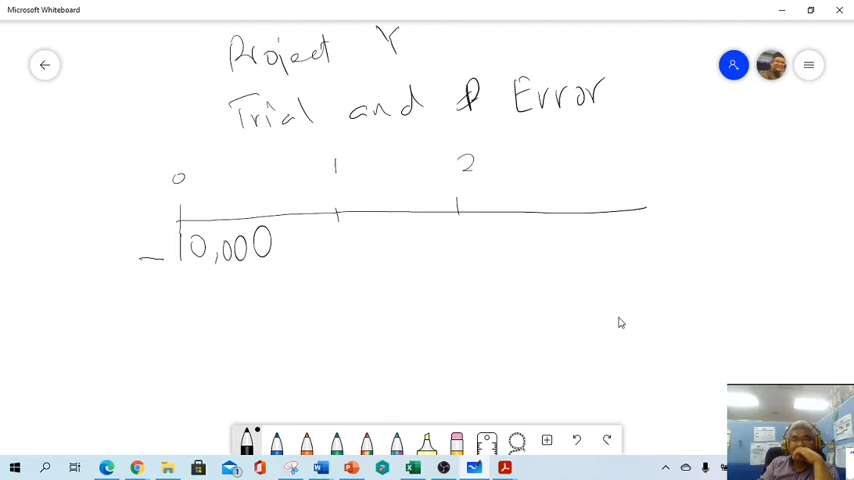 Microsoft Whiteboard
Project Y
Trial and Error
0 1 2
- 10,000